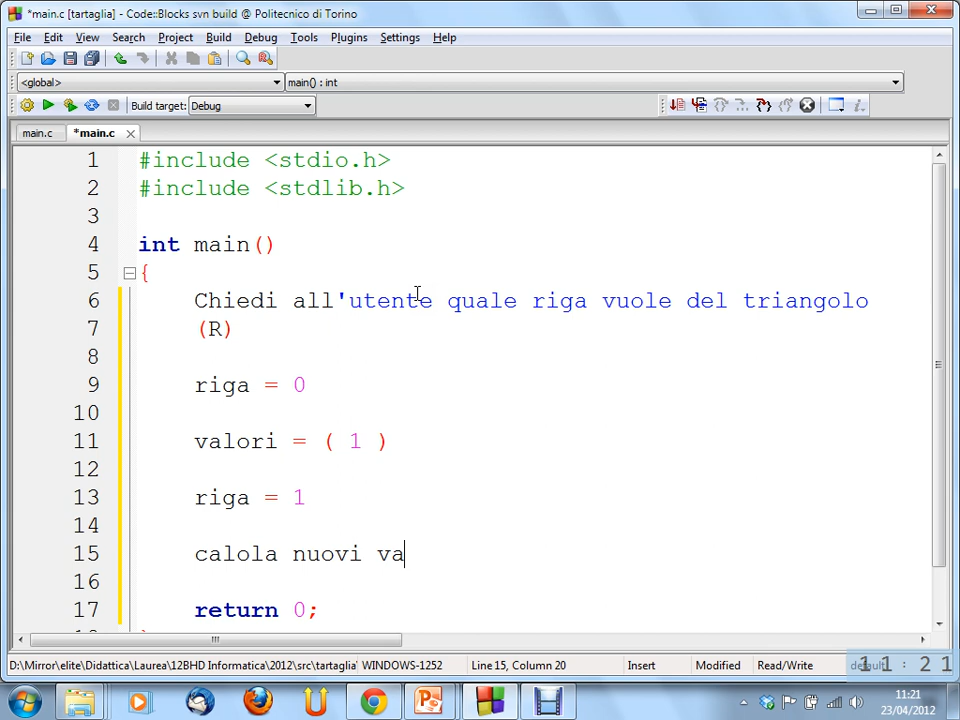 *main.c [tartaglia] - Code::Blocks svn build @ Politecnico di Torino
File Edit View Search Project Build Debug Tools Plugins Settings Help
<global> main() : int
Build target: Debug
main.c *main.c
1 #include <stdio.h>
2 #include <stdlib.h>
3
4 int main()
5 {
6 Chiedi all'utente quale riga vuole del triangolo
7 (R)
8
9 riga = 0
10
11 valori = ( 1 )
12
13 riga = 1
14
15 calola nuovi va
16
17 return 0;
D:\Mirror\elite\Didattica\Laurea\12BHD Informatica\2012\src\tartaglia\ WINDOWS-1252 Line 15, Column 20 Insert Modified Read/Write default
11:21
11:21
23/04/2012